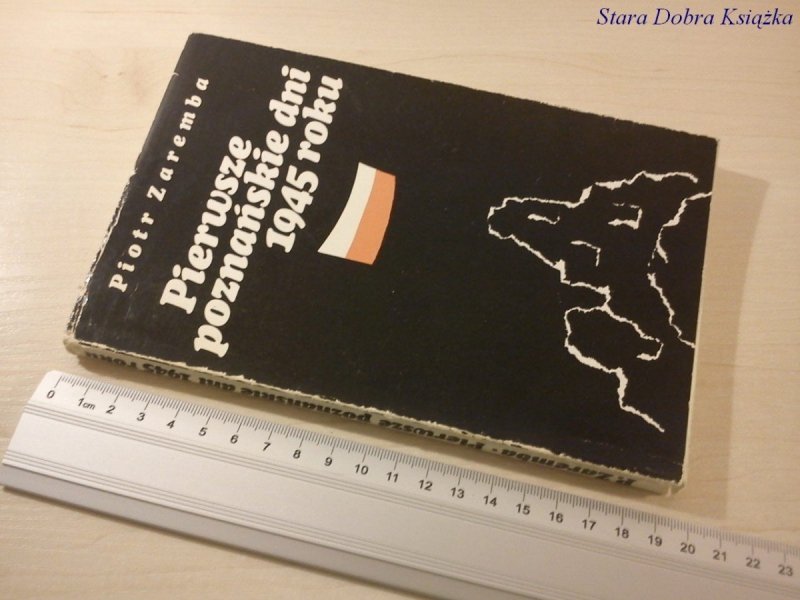 Stara Dobra Książka
Piotr Zaremba
Pierwsze
poznańskie dni
1945 roku
P. Zaremba · Pierwsze poznańskie dni 1945 roku
0 1cm 2 3 4 5 6 7 8 9 10 11 12 13 14 15 16 17 18 19 20 21 22 23